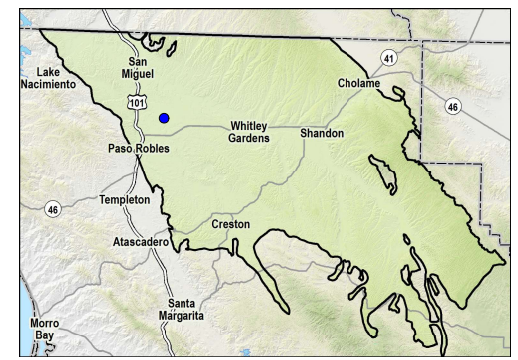 San
Miguel
41
Lake
Nacimiento
Cholame
101
46
Whitley
Gardens
Shandon
Paso Robles
Templeton
46
Creston
Atascadero
Santa
Margarita
Morro
Bay